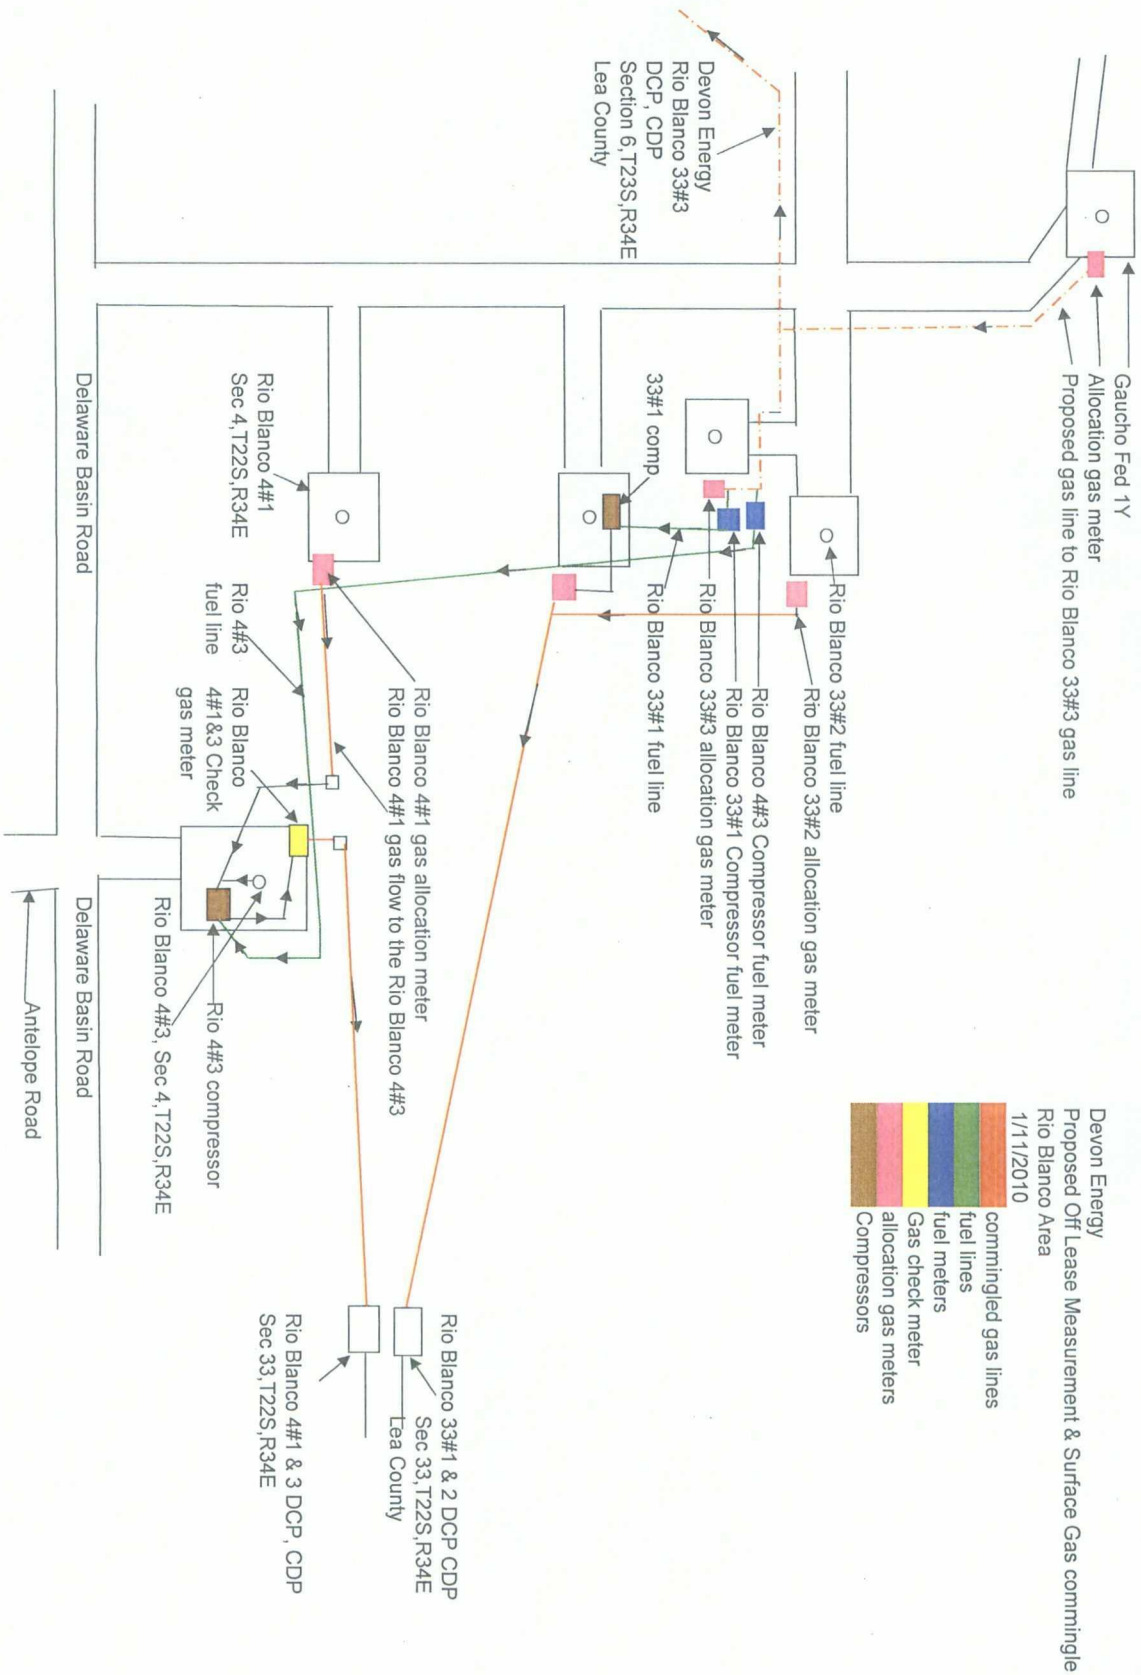 Devon Energy
Proposed Off Lease Measurement & Surface Gas commingle
Rio Blanco Area
1/11/2010
commingled gas lines
fuel lines
fuel meters
Gas check meter
allocation gas meters
Compressors
Gaucho Fed 1Y
Allocation gas meter
Proposed gas line to Rio Blanco 33#3 gas line
Devon Energy
Rio Blanco 33#3
DCP, CDP
Section 6,T23S,R34E
Lea County
Rio Blanco 33#2 fuel line
Rio Blanco 33#2 allocation gas meter
Rio Blanco 4#3 Compressor fuel meter
Rio Blanco 33#1 Compressor fuel meter
Rio Blanco 33#3 allocation gas meter
Rio Blanco 33#1 fuel line
33#1 comp
Rio Blanco 33#1 & 2 DCP CDP
Sec 33,T22S,R34E
Lea County
Rio Blanco 4#1 gas allocation meter
Rio Blanco 4#1 gas flow to the Rio Blanco 4#3
Rio Blanco 4#1
Sec 4,T22S,R34E
Rio 4#3
fuel line
Rio Blanco
4#1&3 Check
gas meter
Rio Blanco 4#1 & 3 DCP, CDP
Sec 33,T22S,R34E
Rio 4#3 compressor
Rio Blanco 4#3, Sec 4,T22S,R34E
Delaware Basin Road
Delaware Basin Road
Antelope Road